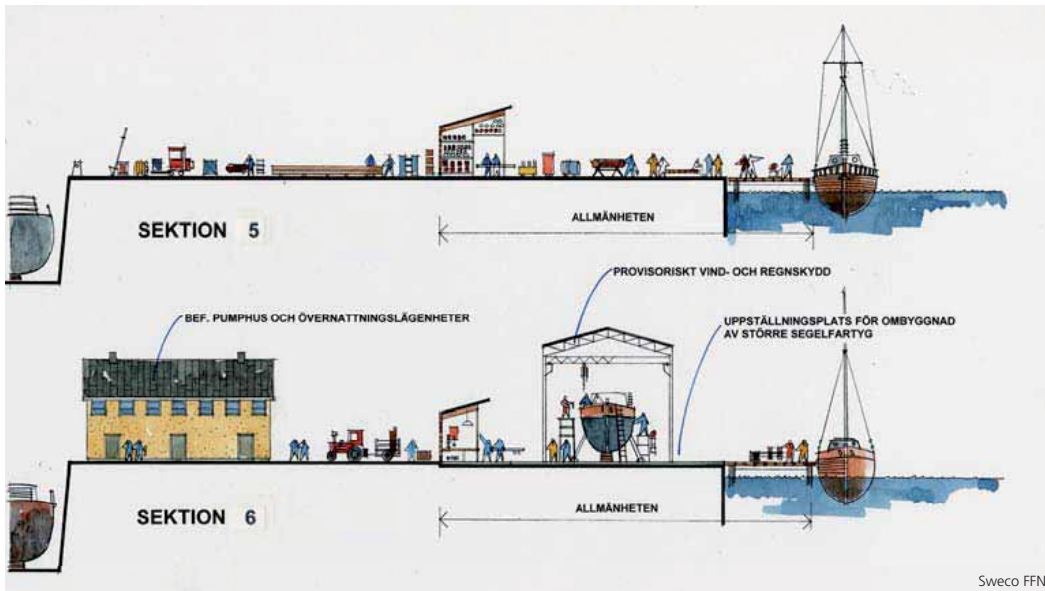 SEKTION 5
ALLMÄNHETEN
PROVISORISKT VIND- OCH REGNSKYDD
BEF. PUMPHUS OCH ÖVERNATTNINGSLÄGENHETER
UPPSTÄLLNINGSPLATS FÖR OMBYGGNAD
AV STÖRRE SEGELFARTYG
SEKTION 6
ALLMÄNHETEN
Sweco FFN